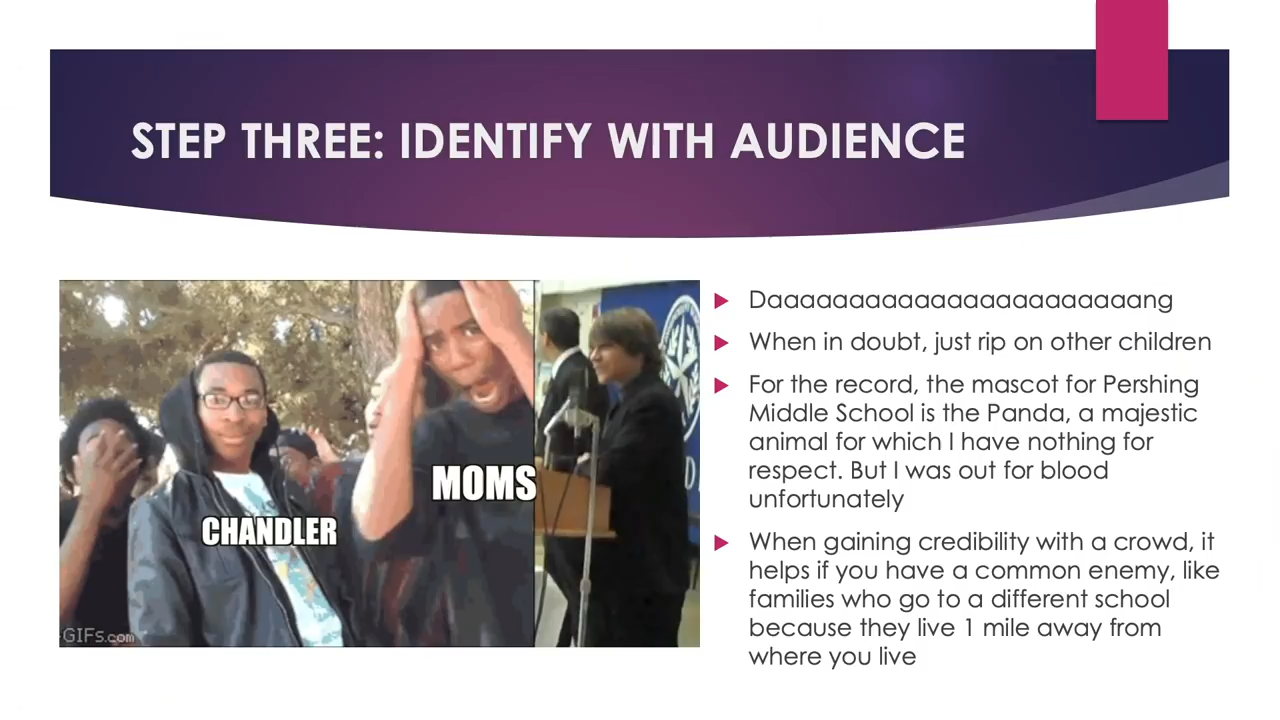 STEP THREE: IDENTIFY WITH AUDIENCE
Daaaaaaaaaaaaaaaaaaaaaaang
When in doubt, just rip on other children
For the record, the mascot for Pershing
Middle School is the Panda, a majestic
animal for which I have nothing for
respect. But I was out for blood
unfortunately
When gaining credibility with a crowd, it
helps if you have a common enemy, like
families who go to a different school
because they live 1 mile away from
where you live
MOMS
CHANDLER
GIFs.com